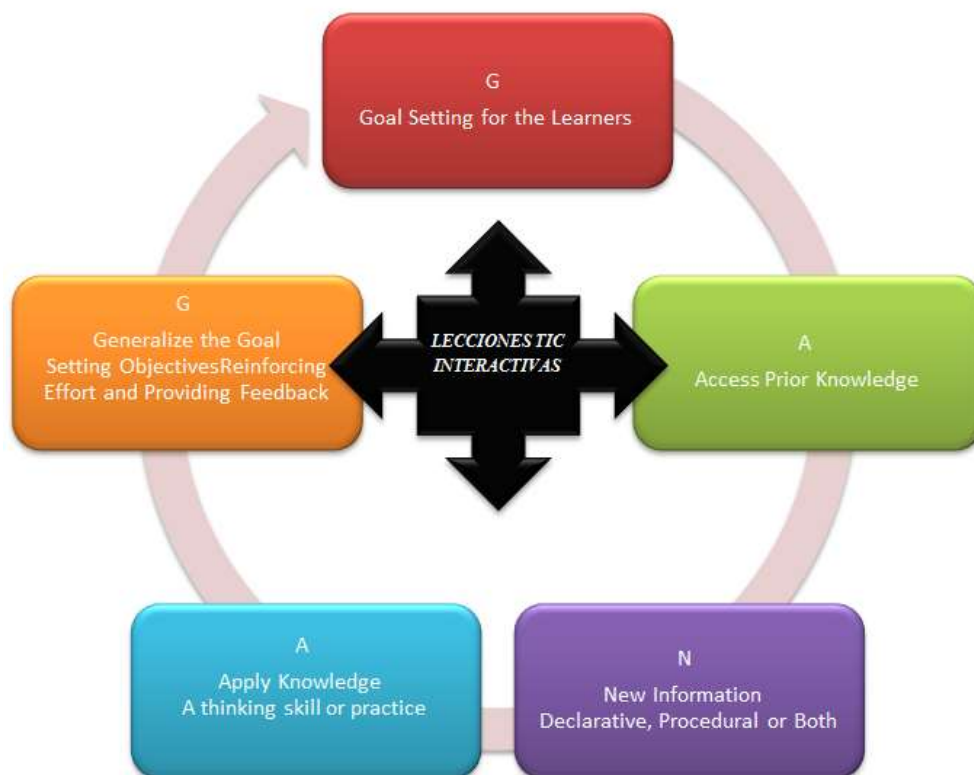 G
Goal Setting for the Learners
A
Access Prior Knowledge
N
New Information
Declarative, Procedural or Both
A
Apply Knowledge
A thinking skill or practice
G
Generalize the Goal
Setting ObjectivesReinforcing
Effort and Providing Feedback
LECCIONES TIC
INTERACTIVAS